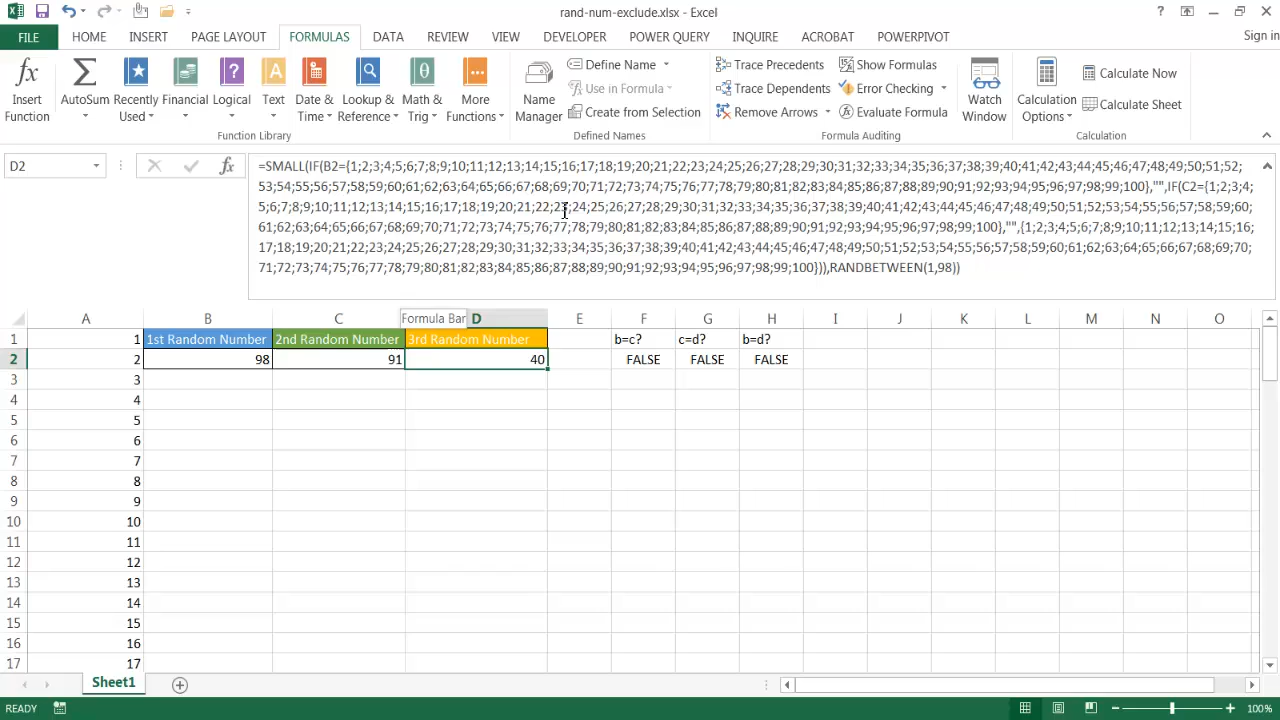 rand-num-exclude.xlsx - Excel
FILE HOME INSERT PAGE LAYOUT FORMULAS DATA REVIEW VIEW DEVELOPER POWER QUERY INQUIRE ACROBAT POWERPIVOT Sign in
Insert Function
AutoSum
Recently Used
Financial
Logical
Text
Date & Time
Lookup & Reference
Math & Trig
More Functions
Function Library
Name Manager
Define Name
Use in Formula
Create from Selection
Defined Names
Trace Precedents
Trace Dependents
Remove Arrows
Show Formulas
Error Checking
Evaluate Formula
Formula Auditing
Watch Window
Calculation Options
Calculate Now
Calculate Sheet
Calculation
D2 fx
=SMALL(IF(B2={1;2;3;4;5;6;7;8;9;10;11;12;13;14;15;16;17;18;19;20;21;22;23;24;25;26;27;28;29;30;31;32;33;34;35;36;37;38;39;40;41;42;43;44;45;46;47;48;49;50;51;52;
53;54;55;56;57;58;59;60;61;62;63;64;65;66;67;68;69;70;71;72;73;74;75;76;77;78;79;80;81;82;83;84;85;86;87;88;89;90;91;92;93;94;95;96;97;98;99;100},"",IF(C2={1;2;3;4;
5;6;7;8;9;10;11;12;13;14;15;16;17;18;19;20;21;22;23;24;25;26;27;28;29;30;31;32;33;34;35;36;37;38;39;40;41;42;43;44;45;46;47;48;49;50;51;52;53;54;55;56;57;58;59;60;
61;62;63;64;65;66;67;68;69;70;71;72;73;74;75;76;77;78;79;80;81;82;83;84;85;86;87;88;89;90;91;92;93;94;95;96;97;98;99;100},"",{1;2;3;4;5;6;7;8;9;10;11;12;13;14;15;16;
17;18;19;20;21;22;23;24;25;26;27;28;29;30;31;32;33;34;35;36;37;38;39;40;41;42;43;44;45;46;47;48;49;50;51;52;53;54;55;56;57;58;59;60;61;62;63;64;65;66;67;68;69;70;
71;72;73;74;75;76;77;78;79;80;81;82;83;84;85;86;87;88;89;90;91;92;93;94;95;96;97;98;99;100})),RANDBETWEEN(1,98))
A B C Formula Bar D E F G H I J K L M N O
1 1 1st Random Number 2nd Random Number 3rd Random Number b=c? c=d? b=d?
2 2 98 91 40 FALSE FALSE FALSE
3 3
4 4
5 5
6 6
7 7
8 8
9 9
10 10
11 11
12 12
13 13
14 14
15 15
16 16
17 17
Sheet1
READY 100%